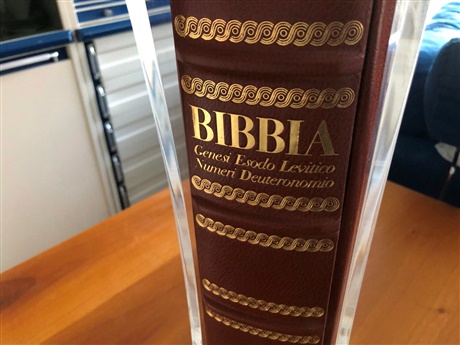 BIBBIA
Genesi Esodo Levitico
Numeri Deuteronomio